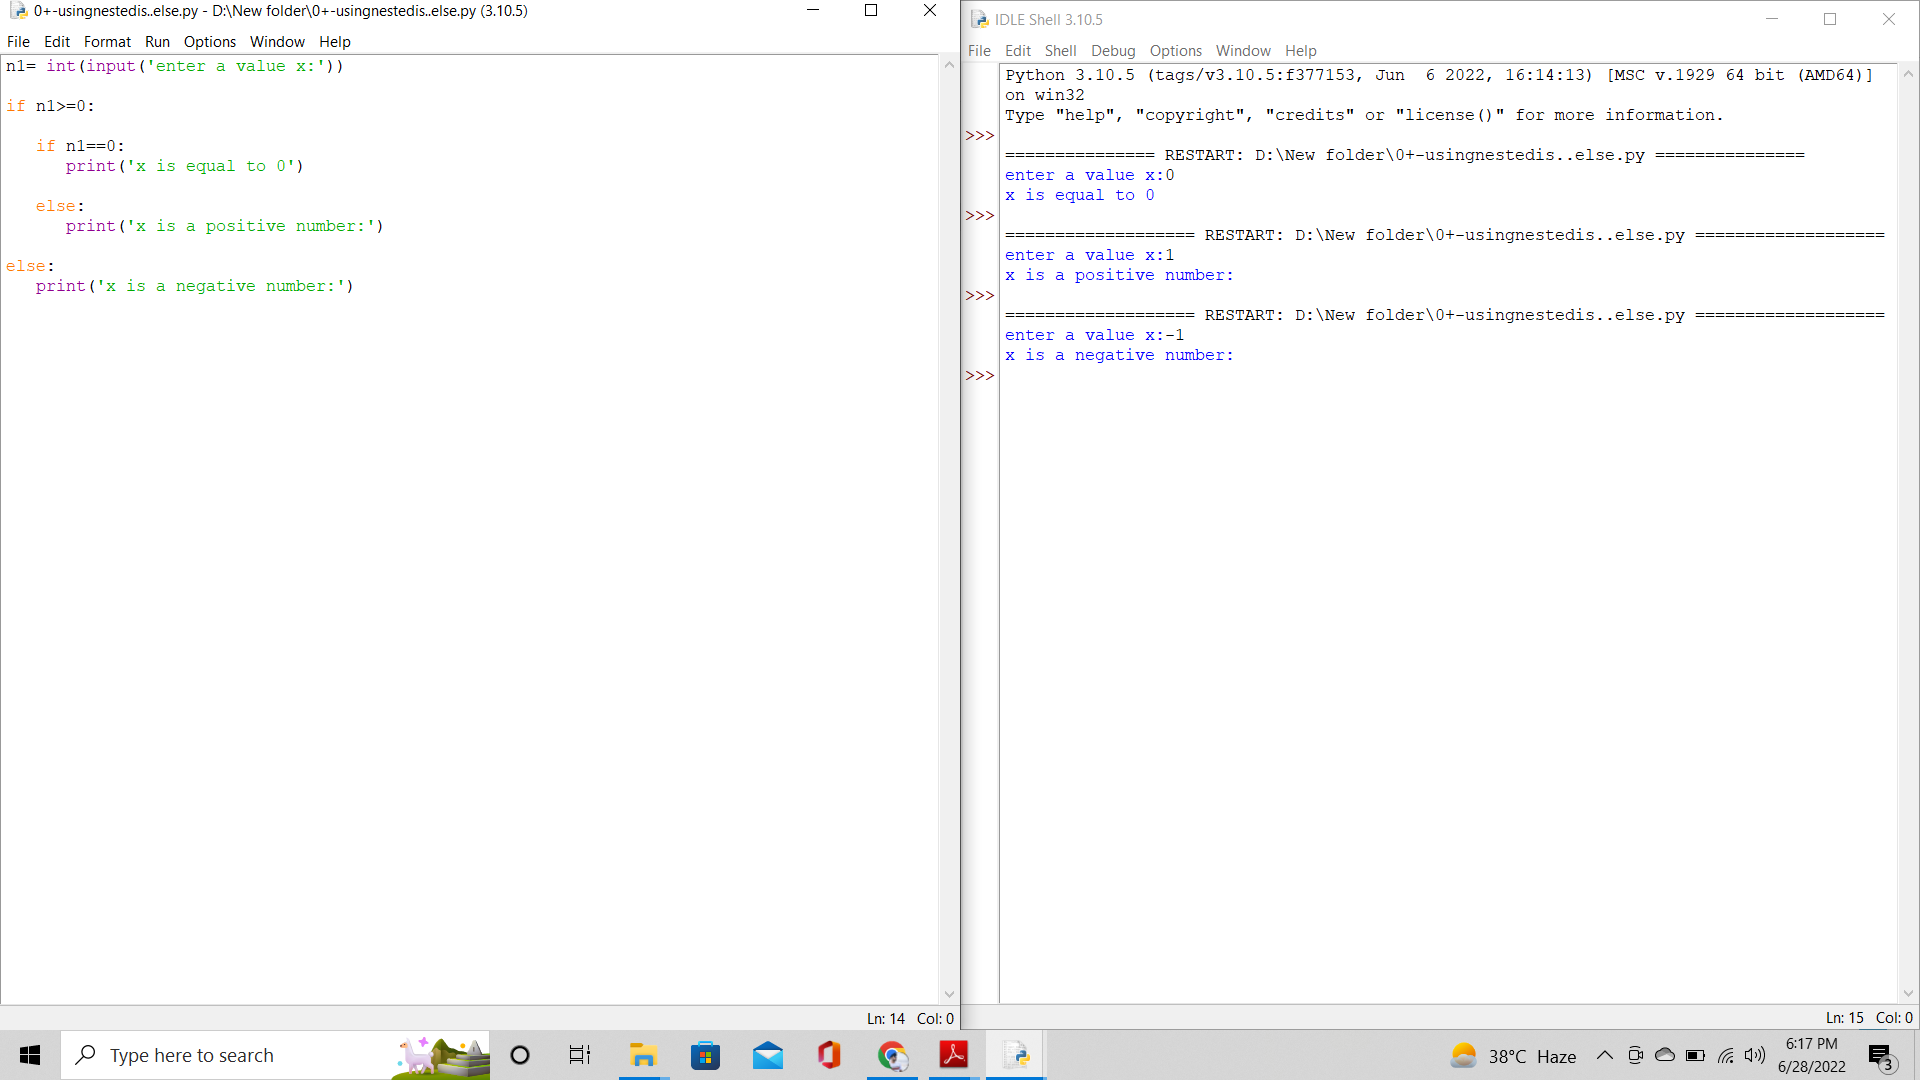 0+-usingnestedis..else.py - D:\New folder\0+-usingnestedis..else.py (3.10.5)
File Edit Format Run Options Window Help
n1= int(input('enter a value x:'))
if n1>=0:
if n1==0:
print('x is equal to 0')
else:
print('x is a positive number:')
else:
print('x is a negative number:')
Ln: 14 Col: 0
IDLE Shell 3.10.5
File Edit Shell Debug Options Window Help
Python 3.10.5 (tags/v3.10.5:f377153, Jun  6 2022, 16:14:13) [MSC v.1929 64 bit (AMD64)]
on win32
Type "help", "copyright", "credits" or "license()" for more information.
>>>
=============== RESTART: D:\New folder\0+-usingnestedis..else.py ===============
enter a value x:0
x is equal to 0
>>>
=================== RESTART: D:\New folder\0+-usingnestedis..else.py ===================
enter a value x:1
x is a positive number:
>>>
=================== RESTART: D:\New folder\0+-usingnestedis..else.py ===================
enter a value x:-1
x is a negative number:
>>>
Ln: 15 Col: 0
Type here to search
38°C Haze
6:17 PM
6/28/2022
3